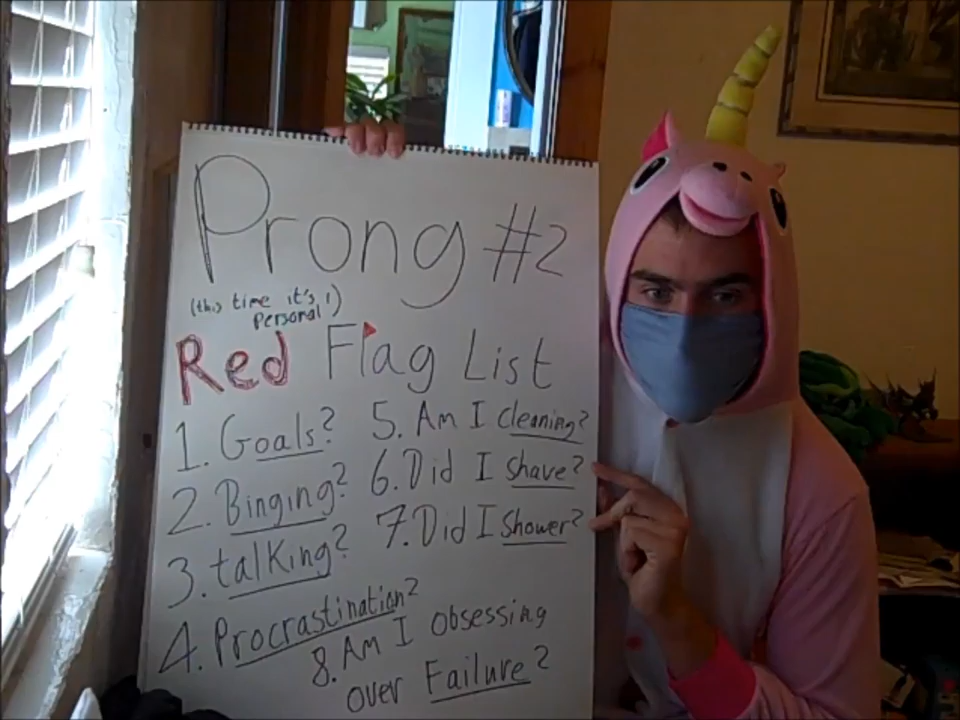 Prong #2
(this time it's personal!)
Red Flag List
1. Goals?
2. Binging?
3. talking?
4. Procrastination?
5. Am I cleaning?
6. Did I shave?
7. Did I Shower?
8. Am I obsessing
over Failure?